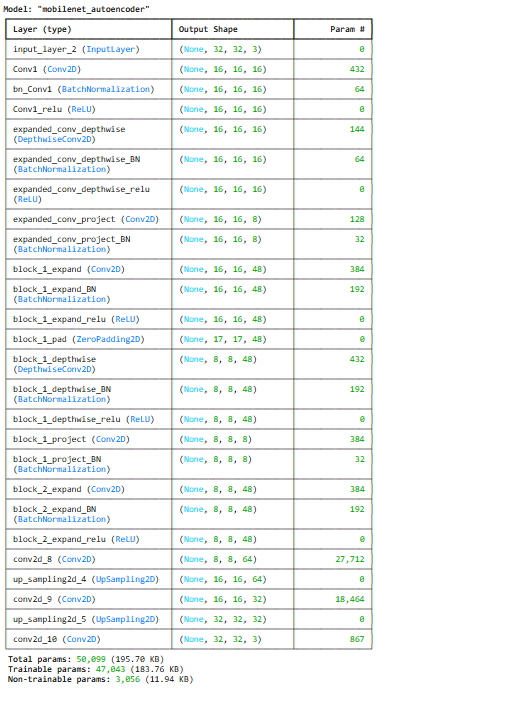 Model: "mobilenet_autoencoder"
Layer (type) Output Shape Param #
input_layer_2 (InputLayer) (None, 32, 32, 3) 0
Conv1 (Conv2D) (None, 16, 16, 16) 432
bn_Conv1 (BatchNormalization) (None, 16, 16, 16) 64
Conv1_relu (ReLU) (None, 16, 16, 16) 0
expanded_conv_depthwise (None, 16, 16, 16) 144
(DepthwiseConv2D)
expanded_conv_depthwise_BN (None, 16, 16, 16) 64
(BatchNormalization)
expanded_conv_depthwise_relu (None, 16, 16, 16) 0
(ReLU)
expanded_conv_project (Conv2D) (None, 16, 16, 8) 128
expanded_conv_project_BN (None, 16, 16, 8) 32
(BatchNormalization)
block_1_expand (Conv2D) (None, 16, 16, 48) 384
block_1_expand_BN (None, 16, 16, 48) 192
(BatchNormalization)
block_1_expand_relu (ReLU) (None, 16, 16, 48) 0
block_1_pad (ZeroPadding2D) (None, 17, 17, 48) 0
block_1_depthwise (None, 8, 8, 48) 432
(DepthwiseConv2D)
block_1_depthwise_BN (None, 8, 8, 48) 192
(BatchNormalization)
block_1_depthwise_relu (ReLU) (None, 8, 8, 48) 0
block_1_project (Conv2D) (None, 8, 8, 8) 384
block_1_project_BN (None, 8, 8, 8) 32
(BatchNormalization)
block_2_expand (Conv2D) (None, 8, 8, 48) 384
block_2_expand_BN (None, 8, 8, 48) 192
(BatchNormalization)
block_2_expand_relu (ReLU) (None, 8, 8, 48) 0
conv2d_8 (Conv2D) (None, 8, 8, 64) 27,712
up_sampling2d_4 (UpSampling2D) (None, 16, 16, 64) 0
conv2d_9 (Conv2D) (None, 16, 16, 32) 18,464
up_sampling2d_5 (UpSampling2D) (None, 32, 32, 32) 0
conv2d_10 (Conv2D) (None, 32, 32, 3) 867
Total params: 50,099 (195.70 KB)
Trainable params: 47,043 (183.76 KB)
Non-trainable params: 3,056 (11.94 KB)